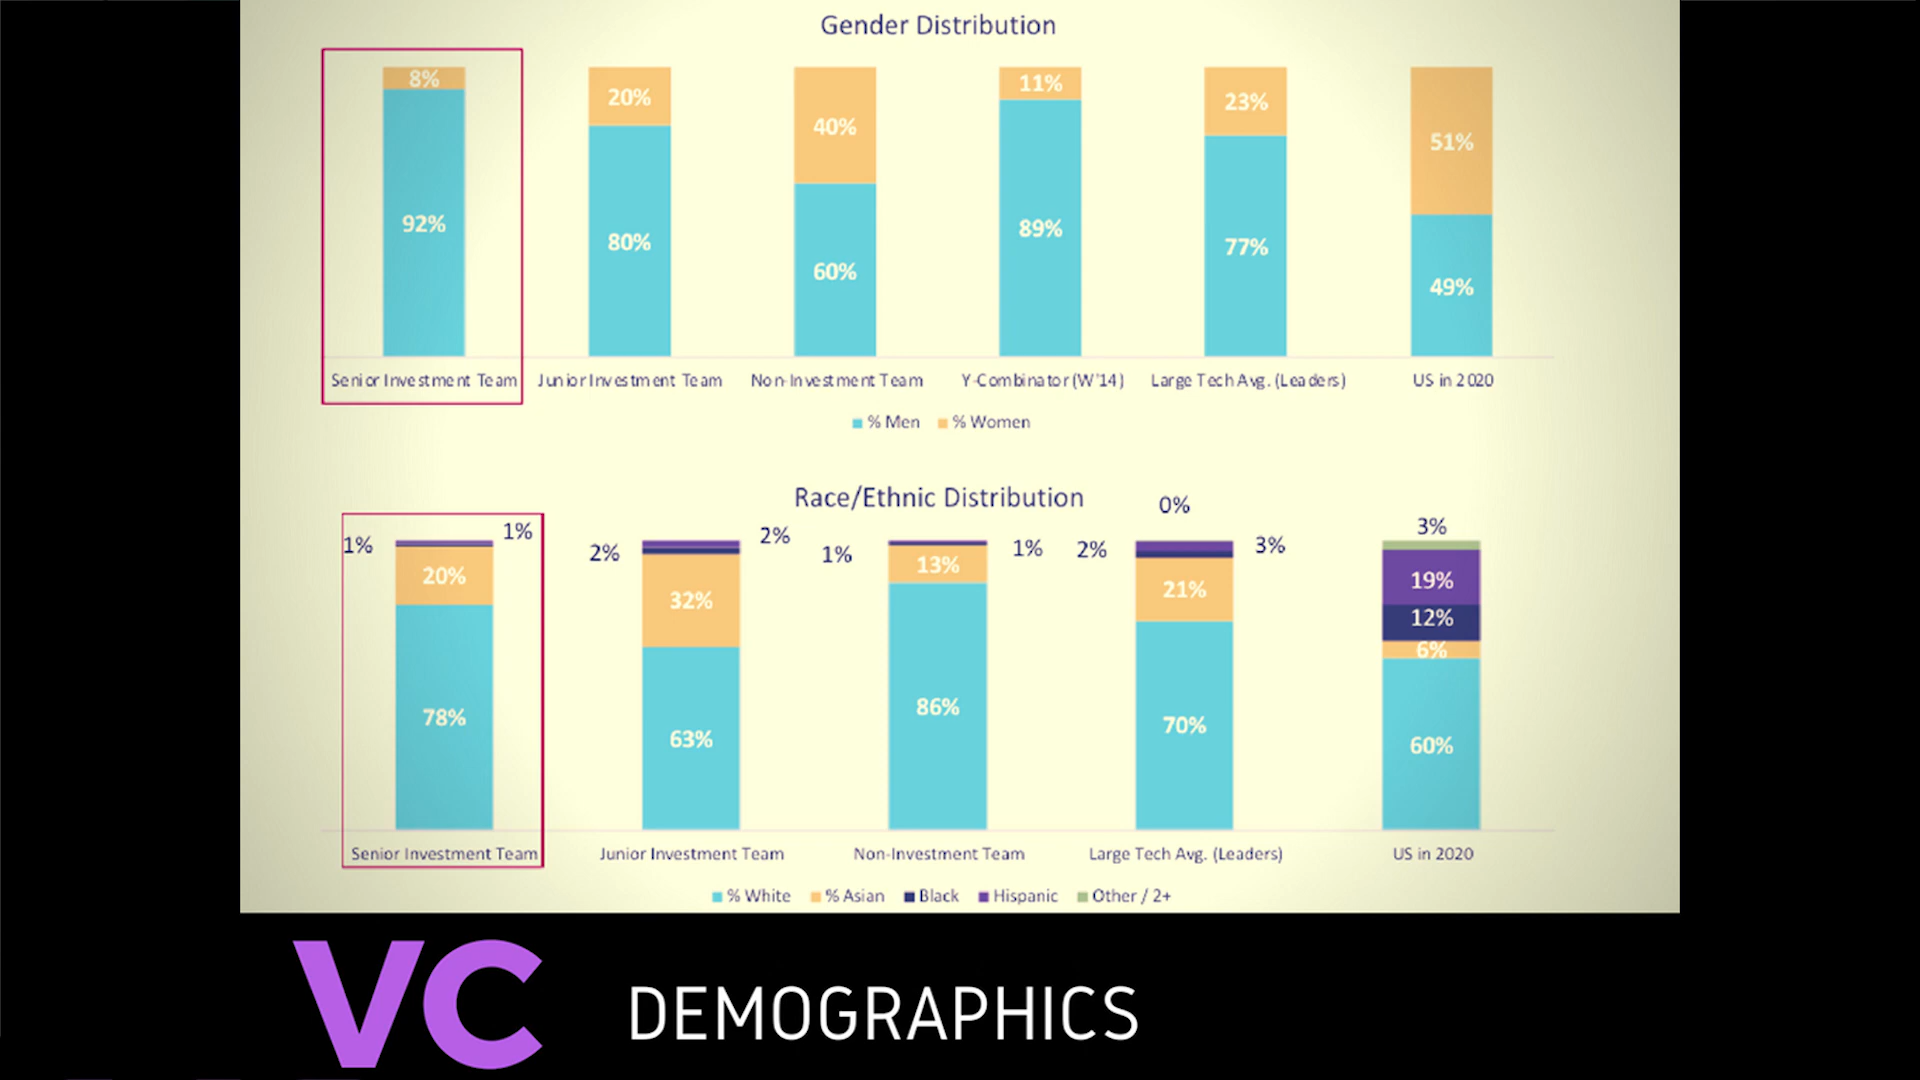 Gender Distribution
8% 20% 40% 11% 23% 51%
92% 80% 60% 89% 77% 49%
Senior Investment Team Junior Investment Team Non-Investment Team Y-Combinator (W'14) Large Tech Avg. (Leaders) US in 2020
% Men % Women
Race/Ethnic Distribution
1% 1% 2% 2% 1% 1% 2% 0% 3% 3%
20% 32% 13% 21% 19%
12%
6%
78% 63% 86% 70% 60%
Senior Investment Team Junior Investment Team Non-Investment Team Large Tech Avg. (Leaders) US in 2020
% White % Asian Black Hispanic Other / 2+
VC DEMOGRAPHICS